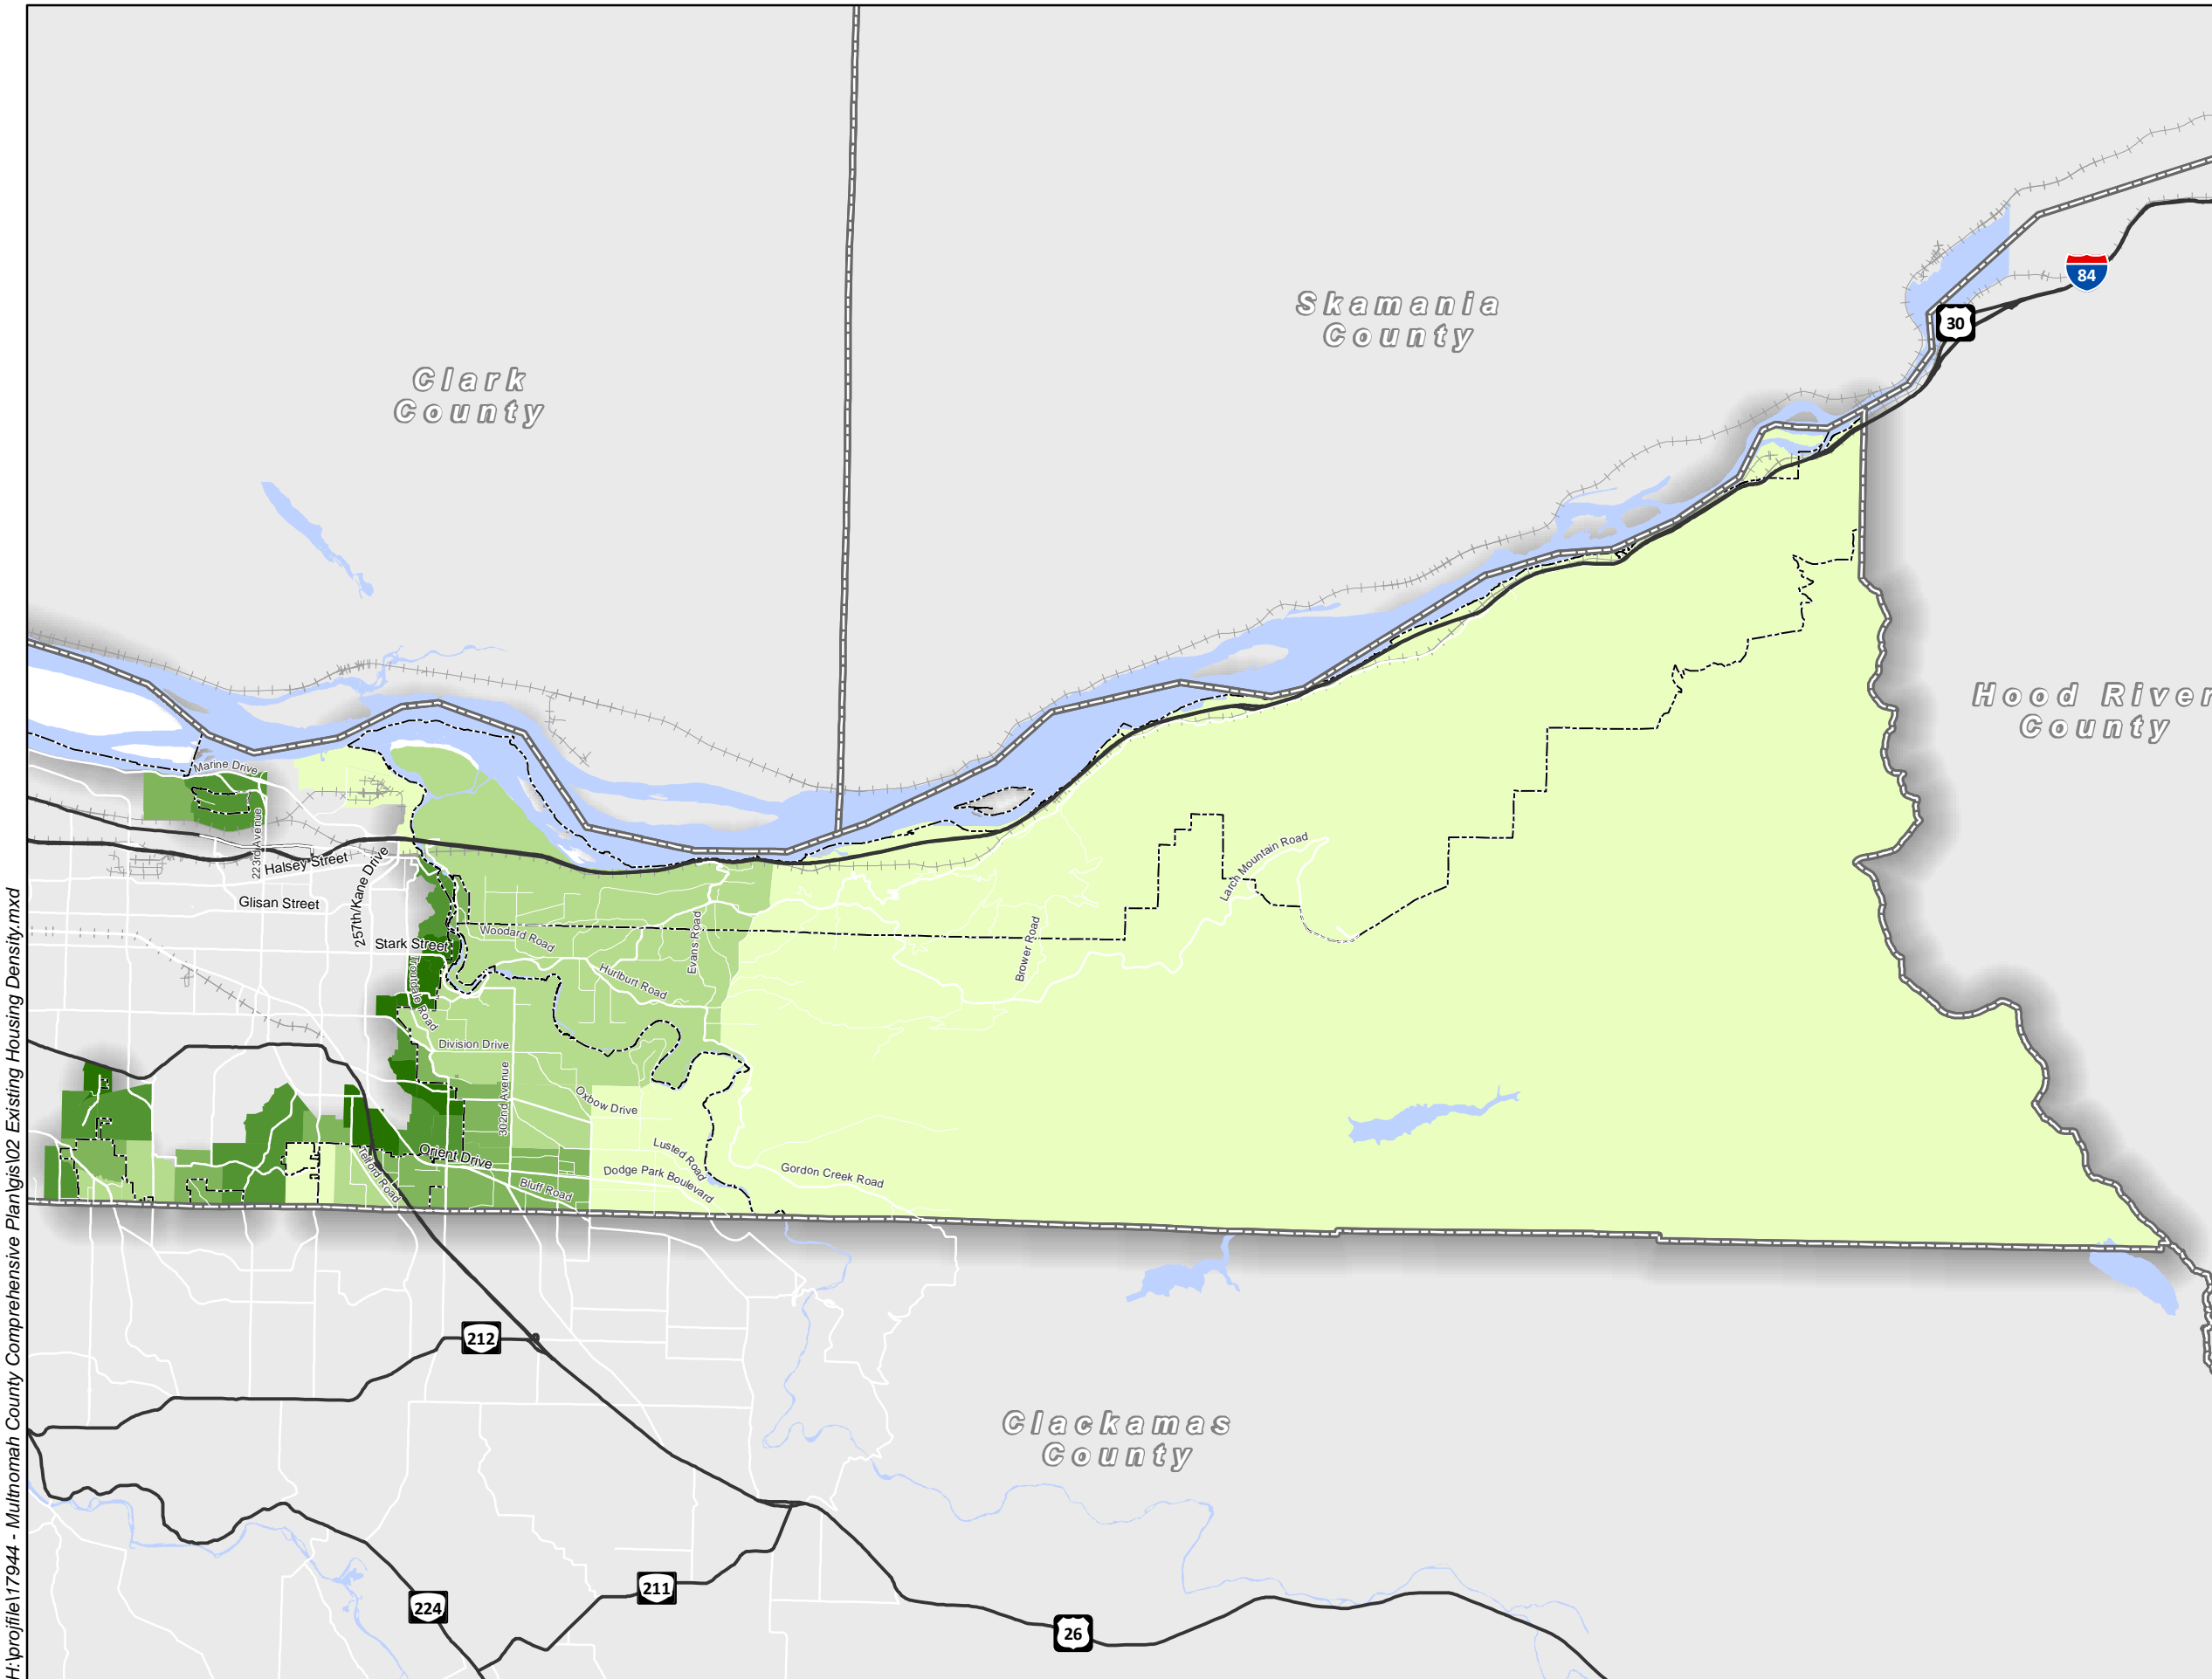 H:\projfile\17944 - Multnomah County Comprehensive Plan\gis\02 Existing Housing Density.mxd
Skamania
County
84
30
Clark
County
Hood River
County
Marine Drive
223rd Avenue
Halsey Street
257th/Kane Drive
Glisan Street
Larch Mountain Road
Stark Street
Woodard Road
Evans Road
Brower Road
Hurlburt Road
Troutdale Road
Division Drive
302nd Avenue
Oxbow Drive
Orient Drive
Lusted Road
Telford Road
Dodge Park Boulevard
Gordon Creek Road
Bluff Road
212
Clackamas
County
211
224
26